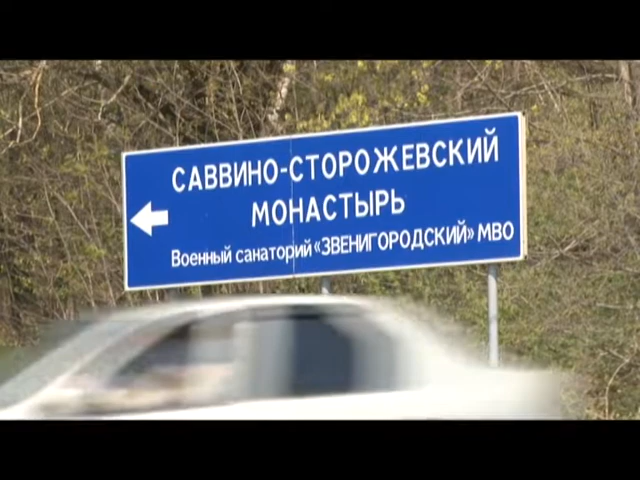 САВВИНО-СТОРОЖЕВСКИЙ
МОНАСТЫРЬ
Военный санаторий «ЗВЕНИГОРОДСКИЙ» МВО